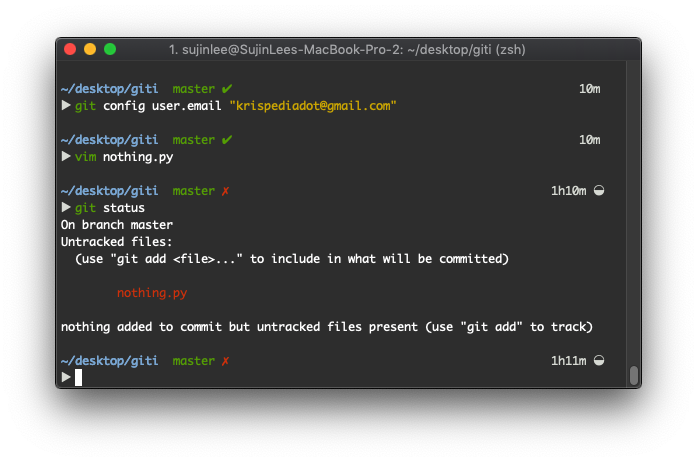 1. sujinlee@SujinLees-MacBook-Pro-2: ~/desktop/giti (zsh)
~/desktop/giti master ✔ 10m
▶ git config user.email "krispediadot@gmail.com"
~/desktop/giti master ✔ 10m
▶ vim nothing.py
~/desktop/giti master ✗ 1h10m ◒
▶ git status
On branch master
Untracked files:
(use "git add <file>..." to include in what will be committed)
nothing.py
nothing added to commit but untracked files present (use "git add" to track)
~/desktop/giti master ✗ 1h11m ◒
▶